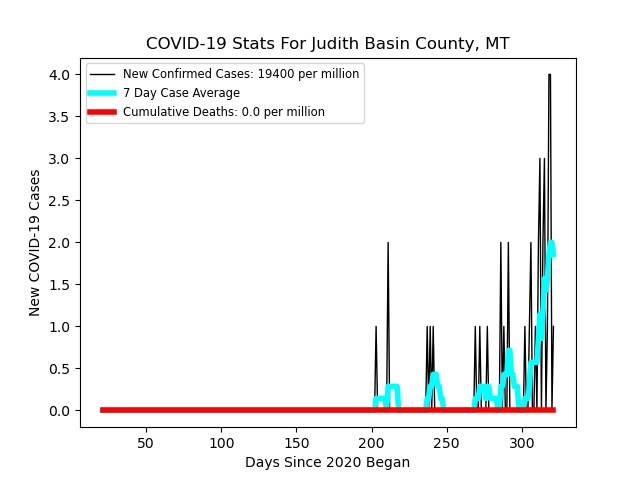 COVID-19 Stats For Judith Basin County, MT
New Confirmed Cases: 19400 per million
7 Day Case Average
Cumulative Deaths: 0.0 per million
4.0
3.5
3.0
2.5
2.0
1.5
1.0
0.5
0.0
New COVID-19 Cases
50 100 150 200 250 300
Days Since 2020 Began